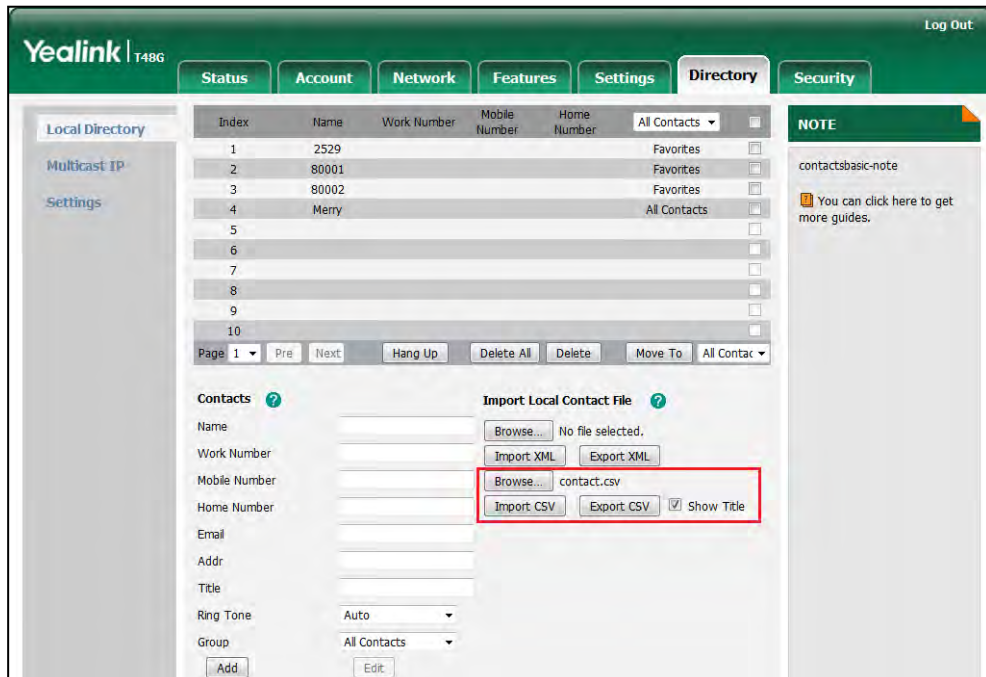 Log Out
Yealink | T48G
Status Account Network Features Settings Directory Security
Local Directory
Multicast IP
Settings
Index Name Work Number Mobile Number Home Number All Contacts
1 2529 Favorites
2 80001 Favorites
3 80002 Favorites
4 Merry All Contacts
5
6
7
8
9
10
Page 1 Pre Next Hang Up Delete All Delete Move To All Contac
NOTE
contactsbasic-note
You can click here to get
more guides.
Contacts ?
Name
Work Number
Mobile Number
Home Number
Email
Addr
Title
Ring Tone Auto
Group All Contacts
Add Edit
Import Local Contact File ?
Browse... No file selected.
Import XML Export XML
Browse... contact.csv
Import CSV Export CSV Show Title